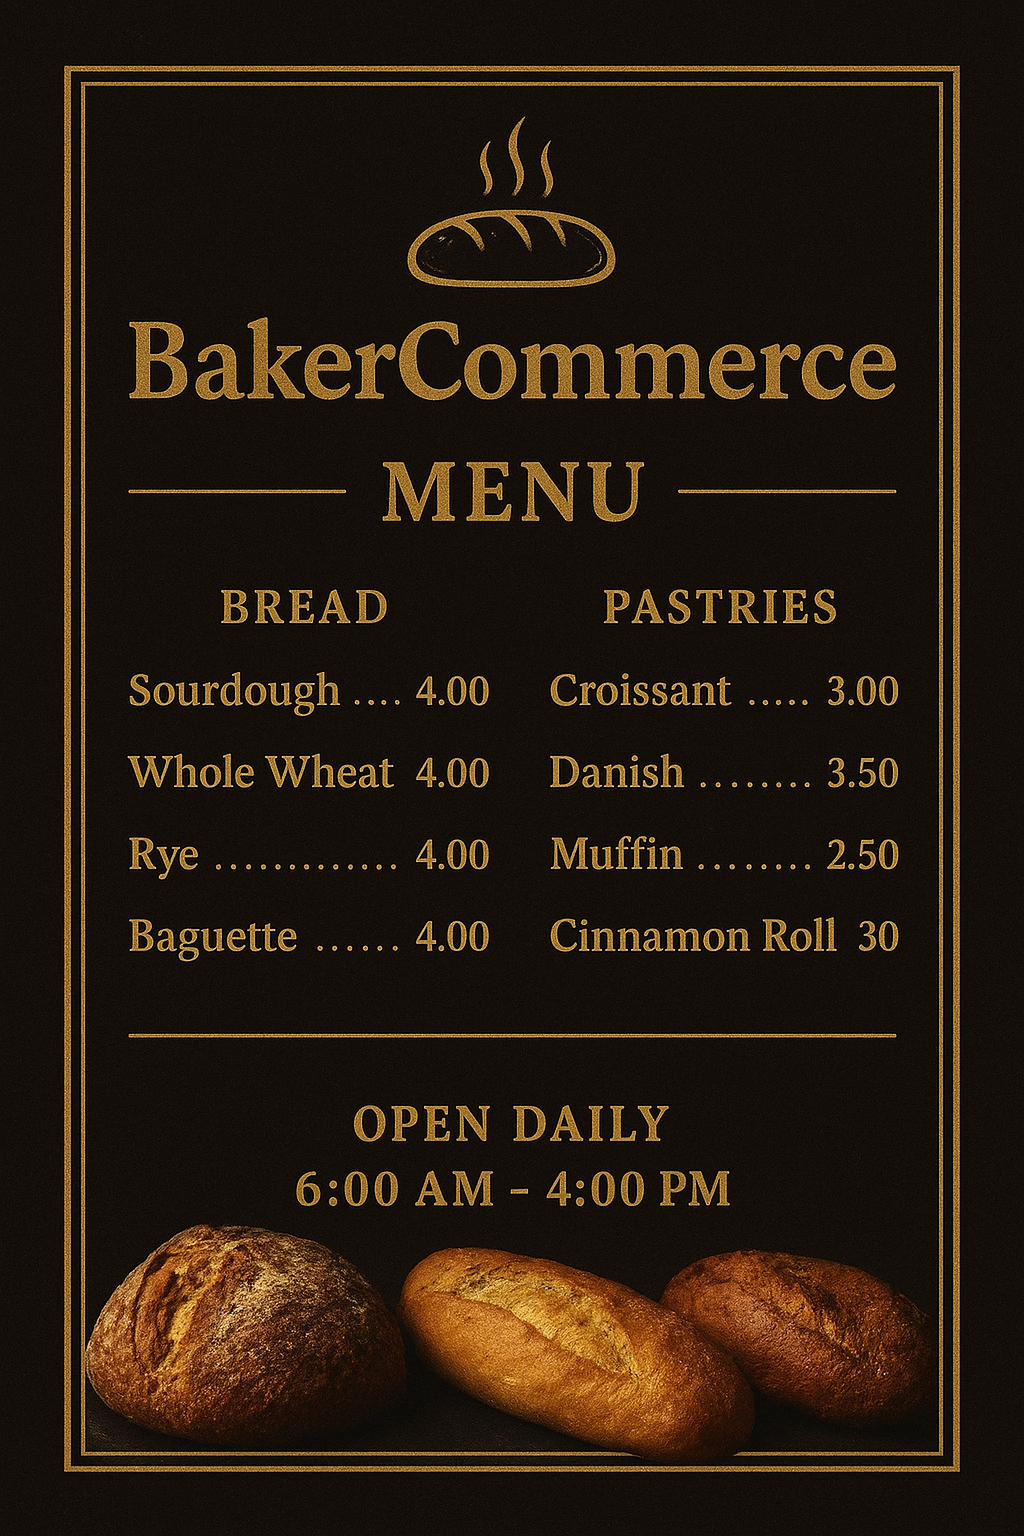 BakerCommerce
MENU
BREAD
Sourdough .... 4.00
Whole Wheat 4.00
Rye ............. 4.00
Baguette ...... 4.00
PASTRIES
Croissant ..... 3.00
Danish ........ 3.50
Muffin ........ 2.50
Cinnamon Roll 30
OPEN DAILY
6:00 AM – 4:00 PM